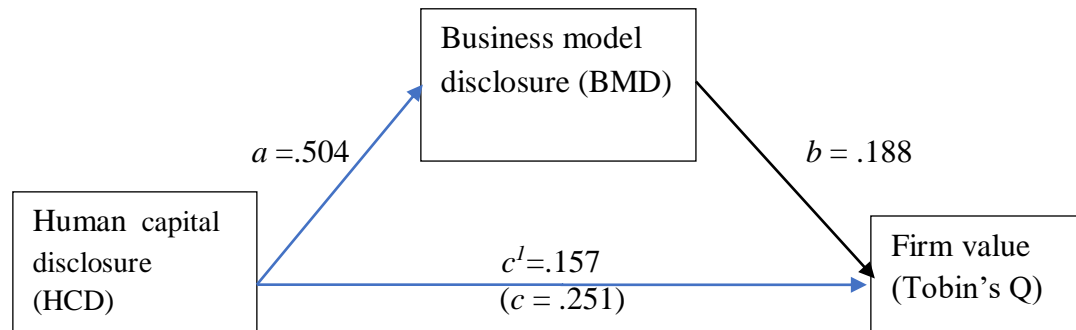 Business model
disclosure (BMD)
a =.504
b = .188
Human capital
disclosure
(HCD)
c¹=.157
(c = .251)
Firm value
(Tobin’s Q)